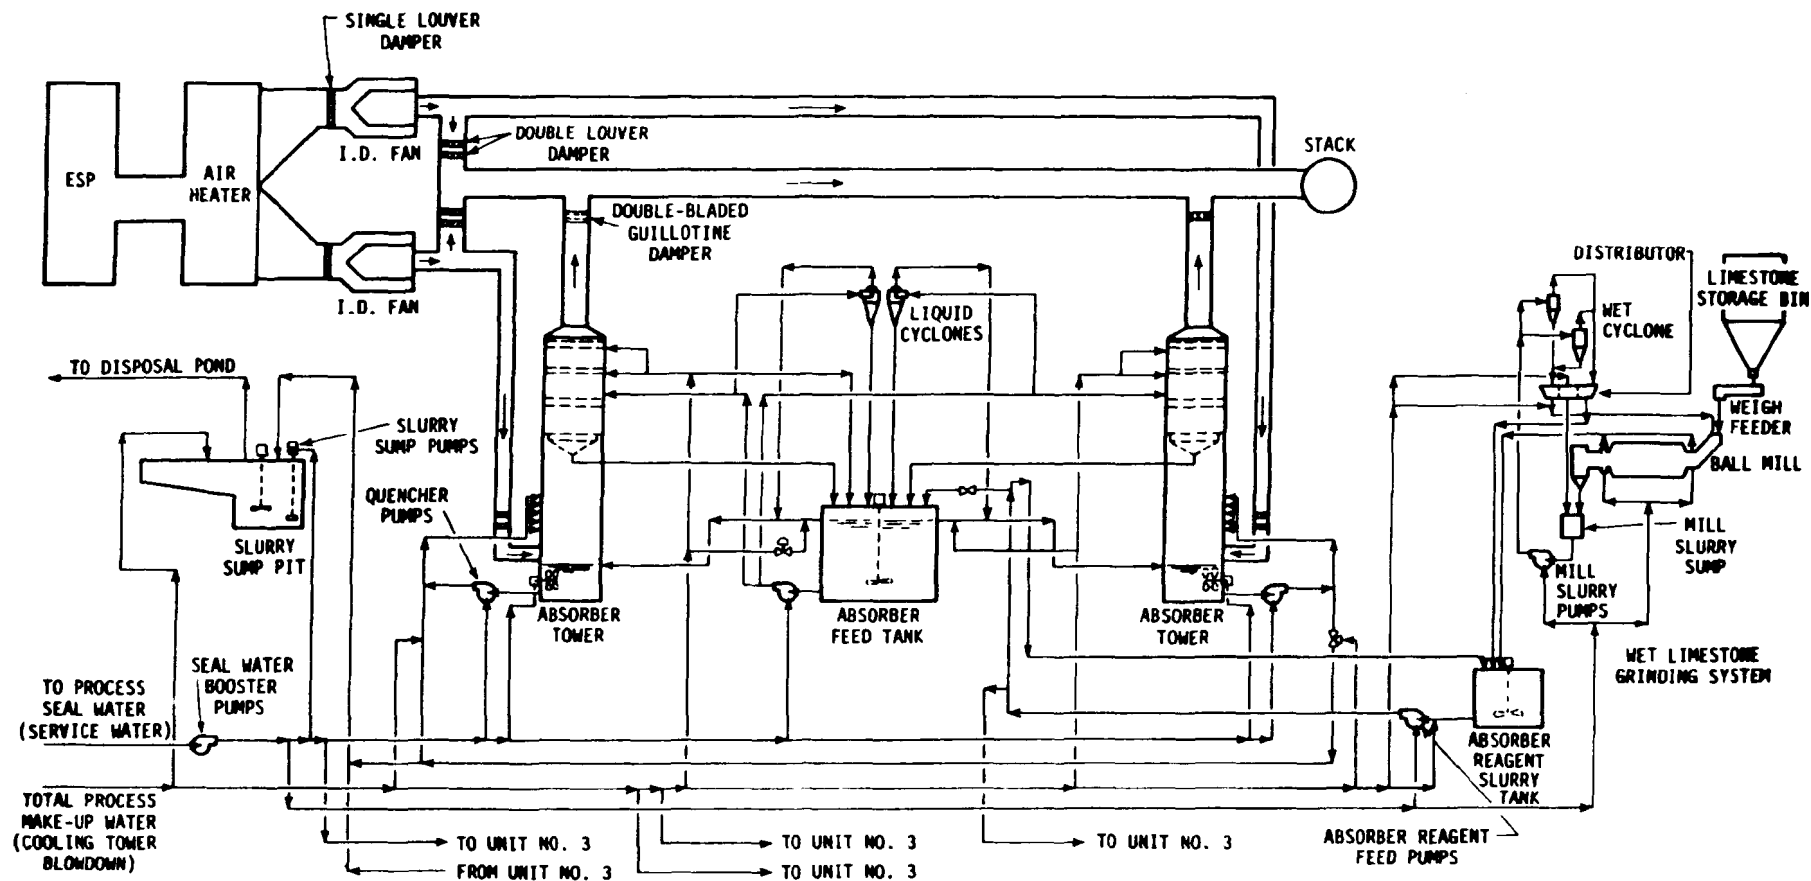 SINGLE LOUVER
DAMPER
I.D. FAN
DOUBLE LOUVER
DAMPER
STACK
ESP
AIR
HEATER
DOUBLE-BLADED
GUILLOTINE
DAMPER
I.D. FAN
LIQUID
CYCLONES
DISTRIBUTOR
LIMESTONE
STORAGE BIN
WET
CYCLONE
TO DISPOSAL POND
SLURRY
SUMP PUMPS
WEIGH
FEEDER
BALL MILL
QUENCHER
PUMPS
SLURRY
SUMP PIT
MILL
SLURRY
SUMP
MILL
SLURRY
PUMPS
ABSORBER
TOWER
ABSORBER
FEED TANK
ABSORBER
TOWER
WET LIMESTONE
GRINDING SYSTEM
SEAL WATER
BOOSTER
PUMPS
TO PROCESS
SEAL WATER
(SERVICE WATER)
ABSORBER
REAGENT
SLURRY
TANK
TOTAL PROCESS
MAKE-UP WATER
(COOLING TOWER
BLOWDOWN)
TO UNIT NO. 3
TO UNIT NO. 3
TO UNIT NO. 3
ABSORBER REAGENT
FEED PUMPS
FROM UNIT NO. 3
TO UNIT NO. 3